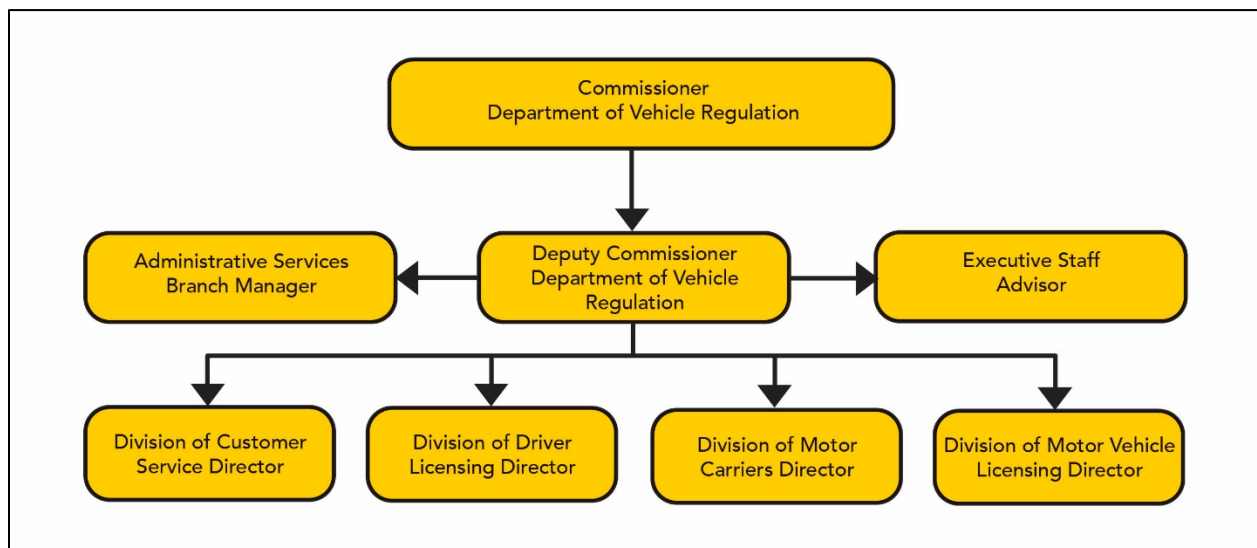 Commissioner
Department of Vehicle Regulation
Administrative Services
Branch Manager
Deputy Commissioner
Department of Vehicle
Regulation
Executive Staff
Advisor
Division of Customer
Service Director
Division of Driver
Licensing Director
Division of Motor
Carriers Director
Division of Motor Vehicle
Licensing Director